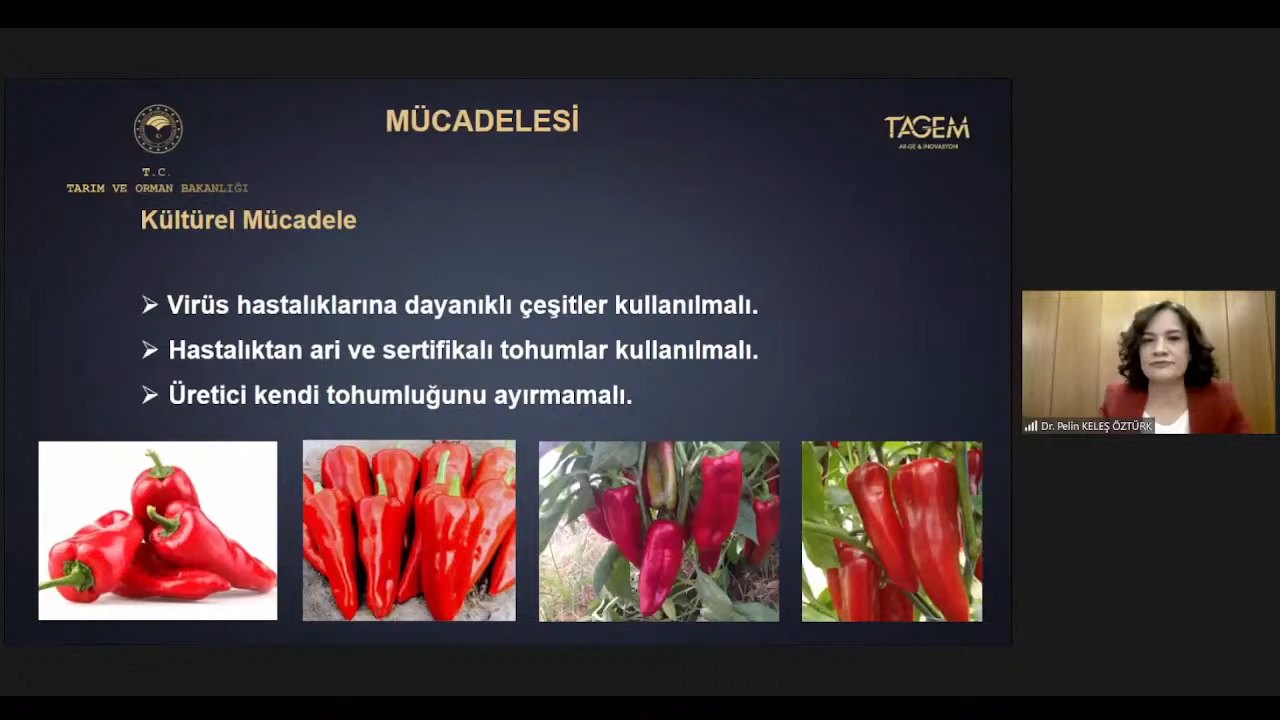 MÜCADELESİ
TAGEM
AR-GE & İNOVASYON
T.C.
TARIM VE ORMAN BAKANLIĞI
Kültürel Mücadele
➢ Virüs hastalıklarına dayanıklı çeşitler kullanılmalı.
➢ Hastalıktan ari ve sertifikalı tohumlar kullanılmalı.
➢ Üretici kendi tohumluğunu ayırmamalı.
Dr. Pelin KELEŞ ÖZTÜRK